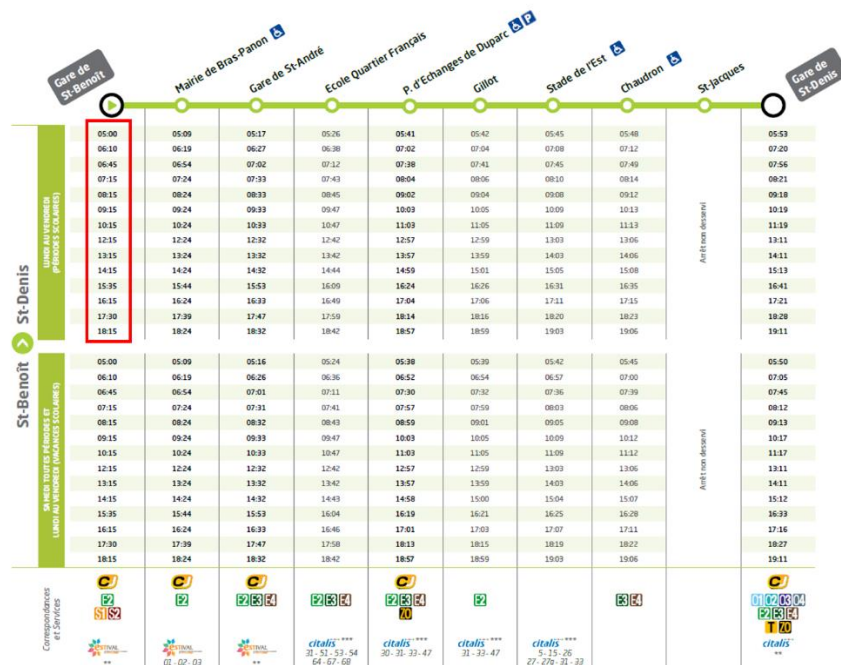 Gare de St-Benoît
Mairie de Bras-Panon
Gare de St-André
Ecole Quartier Français
P. d'Echanges de Duparc P
Gillot
Stade de l'Est
Chaudron
St-Jacques
Gare de St-Denis
St-Benoît > St-Denis
LUNDI AU VENDREDI
(PÉRIODES SCOLAIRES)
05:00 05:09 05:17 05:26 05:41 05:42 05:45 05:48 05:53
06:10 06:19 06:27 06:38 07:02 07:04 07:08 07:12 07:20
06:45 06:54 07:02 07:12 07:38 07:41 07:45 07:49 07:56
07:15 07:24 07:33 07:43 08:04 08:06 08:10 08:14 08:21
08:15 08:24 08:33 08:45 09:02 09:04 09:08 09:12 09:18
09:15 09:24 09:33 09:47 10:03 10:05 10:09 10:13 10:19
10:15 10:24 10:33 10:47 11:03 11:05 11:09 11:13 11:19
12:15 12:24 12:32 12:42 12:57 12:59 13:03 13:06 13:11
13:15 13:24 13:32 13:42 13:57 13:59 14:03 14:06 14:11
14:15 14:24 14:32 14:44 14:59 15:01 15:05 15:08 15:13
15:35 15:44 15:53 16:09 16:24 16:26 16:31 16:35 16:41
16:15 16:24 16:33 16:49 17:04 17:06 17:11 17:15 17:21
17:30 17:39 17:47 17:59 18:14 18:16 18:20 18:23 18:28
18:15 18:24 18:32 18:42 18:57 18:59 19:03 19:06 19:11
Arrêt non desservi
SAMEDI TOUTES PÉRIODES ET
LUNDI AU VENDREDI (VACANCES SCOLAIRES)
05:00 05:09 05:16 05:24 05:38 05:39 05:42 05:45 05:50
06:10 06:19 06:26 06:36 06:52 06:54 06:57 07:00 07:05
06:45 06:54 07:01 07:11 07:30 07:32 07:36 07:39 07:45
07:15 07:24 07:31 07:41 07:57 07:59 08:03 08:06 08:12
08:15 08:24 08:32 08:43 08:59 09:01 09:05 09:08 09:13
09:15 09:24 09:33 09:47 10:03 10:05 10:09 10:12 10:17
10:15 10:24 10:33 10:47 11:03 11:05 11:09 11:12 11:17
12:15 12:24 12:32 12:42 12:57 12:59 13:03 13:06 13:11
13:15 13:24 13:32 13:42 13:57 13:59 14:03 14:06 14:11
14:15 14:24 14:32 14:43 14:58 15:00 15:04 15:07 15:12
15:35 15:44 15:53 16:04 16:19 16:21 16:25 16:28 16:33
16:15 16:24 16:33 16:46 17:01 17:03 17:07 17:11 17:16
17:30 17:39 17:47 17:58 18:13 18:15 18:19 18:22 18:27
18:15 18:24 18:32 18:42 18:57 18:59 19:03 19:06 19:11
Arrêt non desservi
Correspondances
et Services
E2 E2 E2 E3 E4 E2 E3 E4 E2 E3 E4 E2 E3 E4 O1 O2 O3 O4
S1 S2 ZO E2 E3 E4
T ZO
ESTIVAL ESTIVAL ESTIVAL citalis *** citalis *** citalis *** citalis *** citalis
** 01 - 02 - 03 ** 31 - 51 - 53 - 54 30 - 31 - 33 - 47 31 - 33 - 47 5 - 15 - 26 **
64 - 67 - 68 27 - 27a - 31 - 33